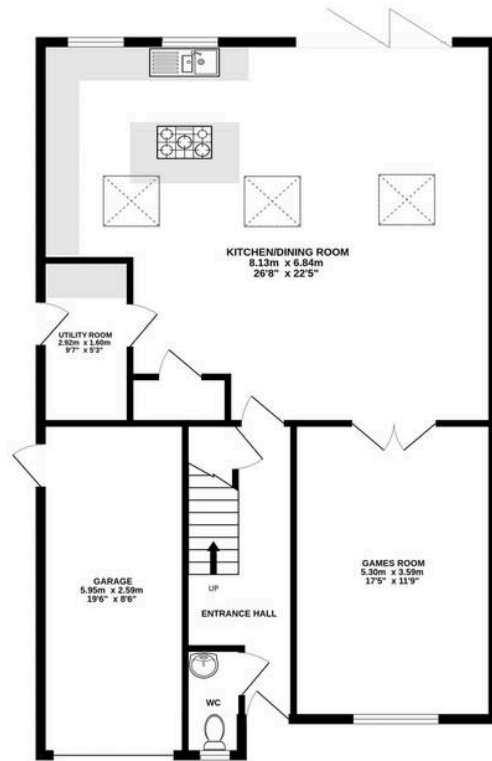 KITCHEN/DINING ROOM
8.13m x 6.84m
26'8" x 22'5"
UTILITY ROOM
2.92m x 1.60m
9'7" x 5'3"
GARAGE
5.95m x 2.59m
19'6" x 8'6"
UP
ENTRANCE HALL
WC
GAMES ROOM
5.30m x 3.59m
17'5" x 11'9"